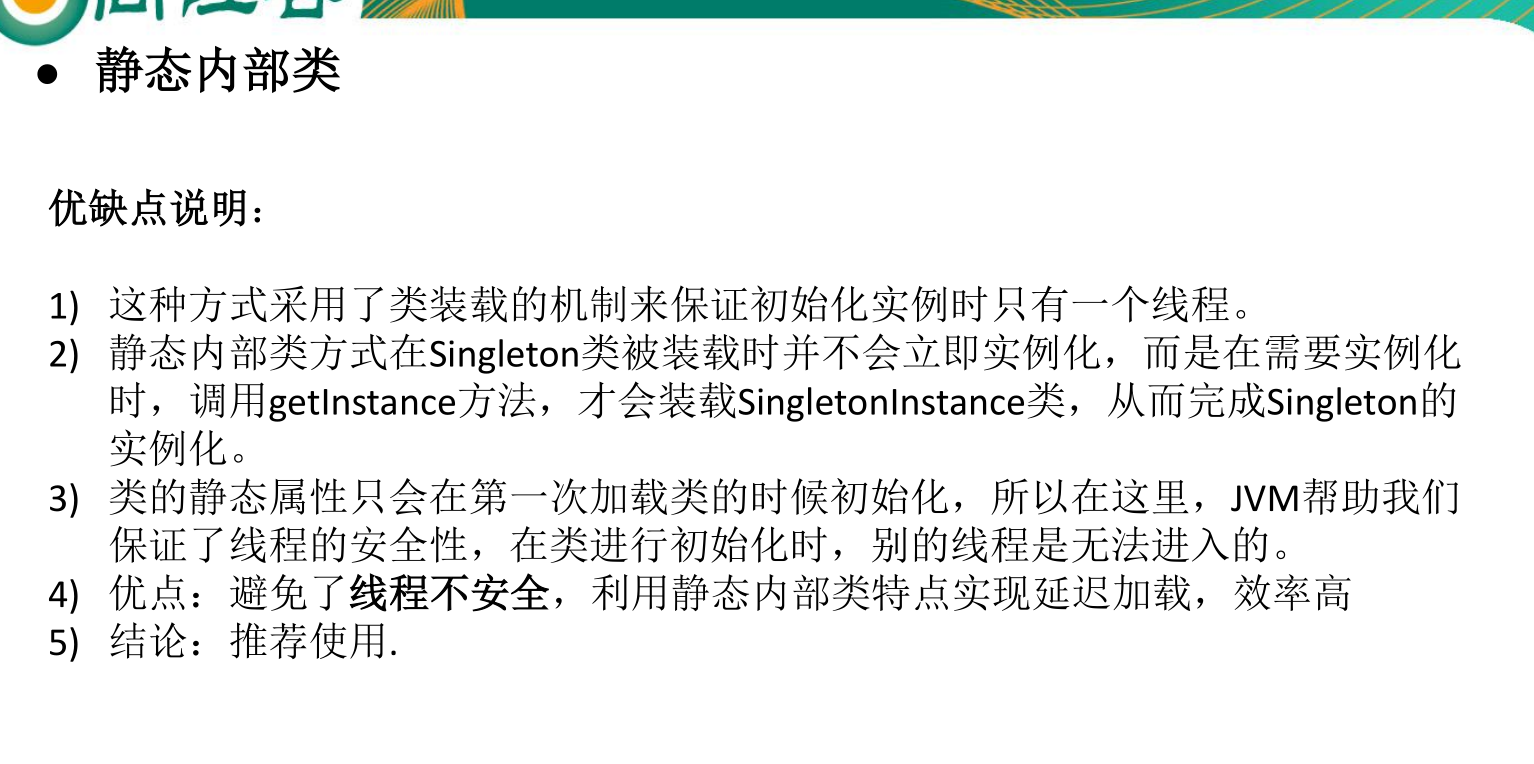 • 静态内部类
优缺点说明：
1) 这种方式采用了类装载的机制来保证初始化实例时只有一个线程。
2) 静态内部类方式在Singleton类被装载时并不会立即实例化，而是在需要实例化
时，调用getInstance方法，才会装载SingletonInstance类，从而完成Singleton的
实例化。
3) 类的静态属性只会在第一次加载类的时候初始化，所以在这里，JVM帮助我们
保证了线程的安全性，在类进行初始化时，别的线程是无法进入的。
4) 优点：避免了线程不安全，利用静态内部类特点实现延迟加载，效率高
5) 结论：推荐使用.